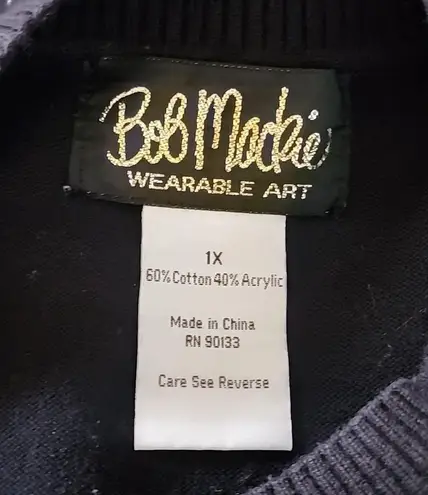 Bob Mackie
WEARABLE ART
1X
60% Cotton 40% Acrylic
Made in China
RN 90133
Care See Reverse